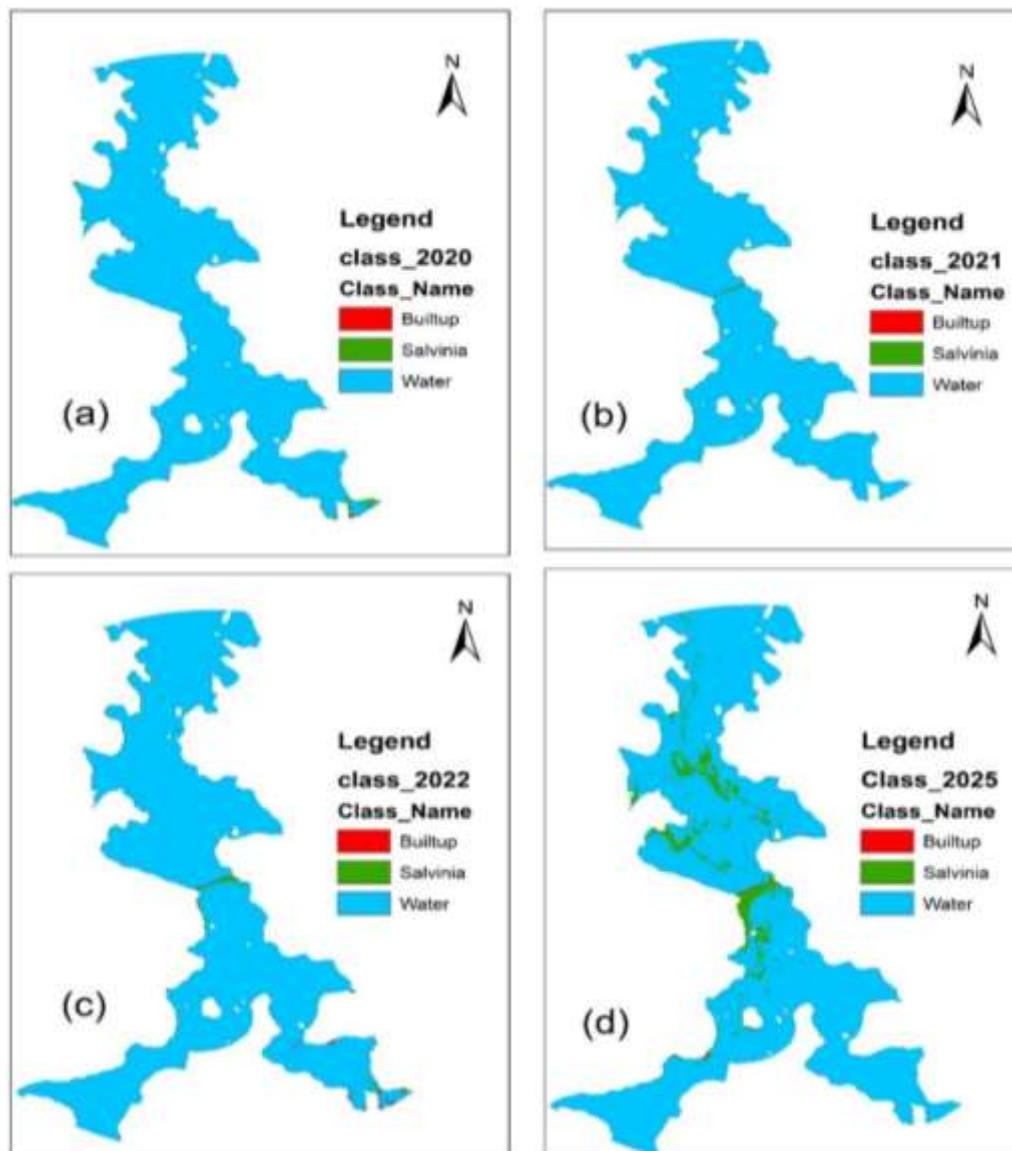 N
Legend
class_2020
Class_Name
Builtup
Salvinia
Water
(a)
N
Legend
class_2021
Class_Name
Builtup
Salvinia
Water
(b)
N
Legend
class_2022
Class_Name
Builtup
Salvinia
Water
(c)
N
Legend
Class_2025
Class_Name
Builtup
Salvinia
Water
(d)